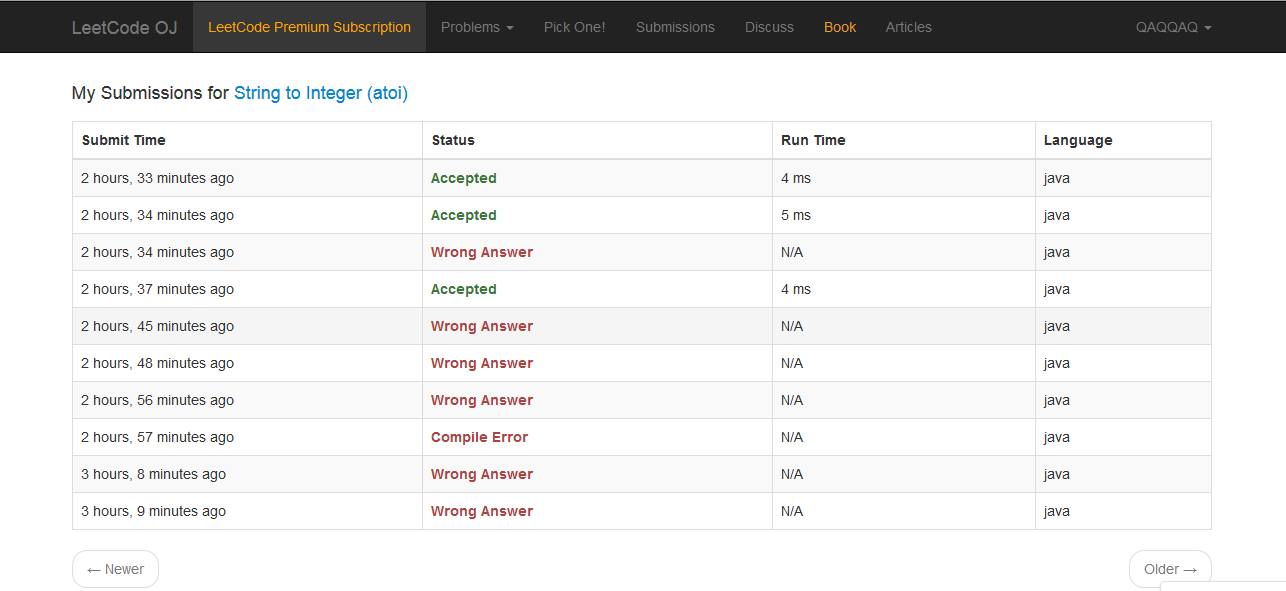 LeetCode OJ LeetCode Premium Subscription Problems Pick One! Submissions Discuss Book Articles QAQQAQ
My Submissions for String to Integer (atoi)
Submit Time Status Run Time Language
2 hours, 33 minutes ago Accepted 4 ms java
2 hours, 34 minutes ago Accepted 5 ms java
2 hours, 34 minutes ago Wrong Answer N/A java
2 hours, 37 minutes ago Accepted 4 ms java
2 hours, 45 minutes ago Wrong Answer N/A java
2 hours, 48 minutes ago Wrong Answer N/A java
2 hours, 56 minutes ago Wrong Answer N/A java
2 hours, 57 minutes ago Compile Error N/A java
3 hours, 8 minutes ago Wrong Answer N/A java
3 hours, 9 minutes ago Wrong Answer N/A java
← Newer Older →